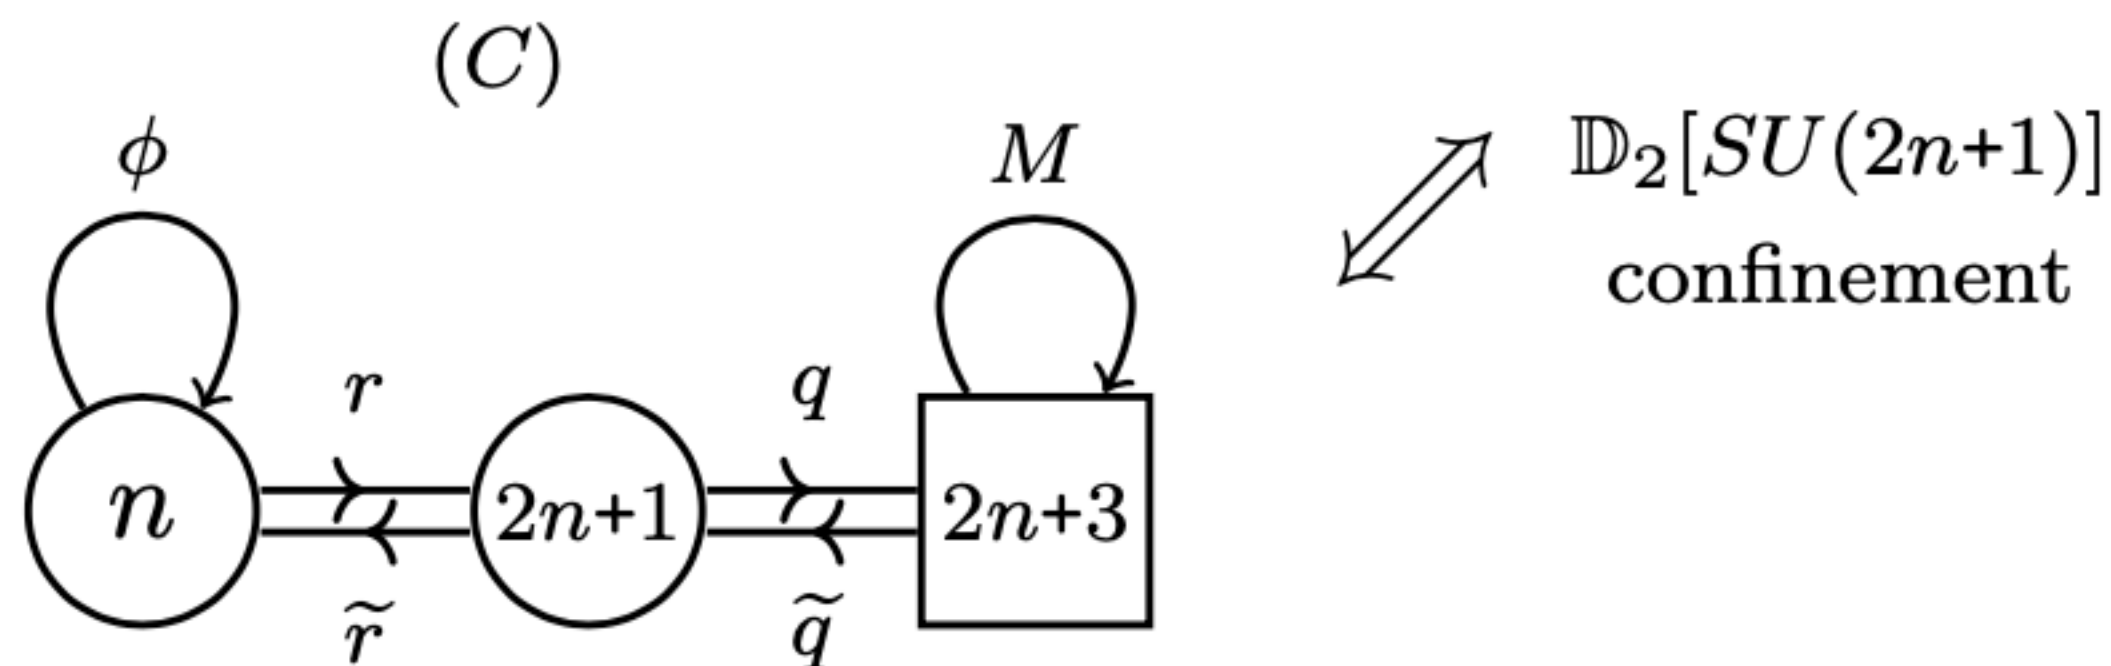 (C)
ϕ
M
𝔻₂[SU(2n+1)]
confinement
r
q
n
2n+1
2n+3
r̃
q̃